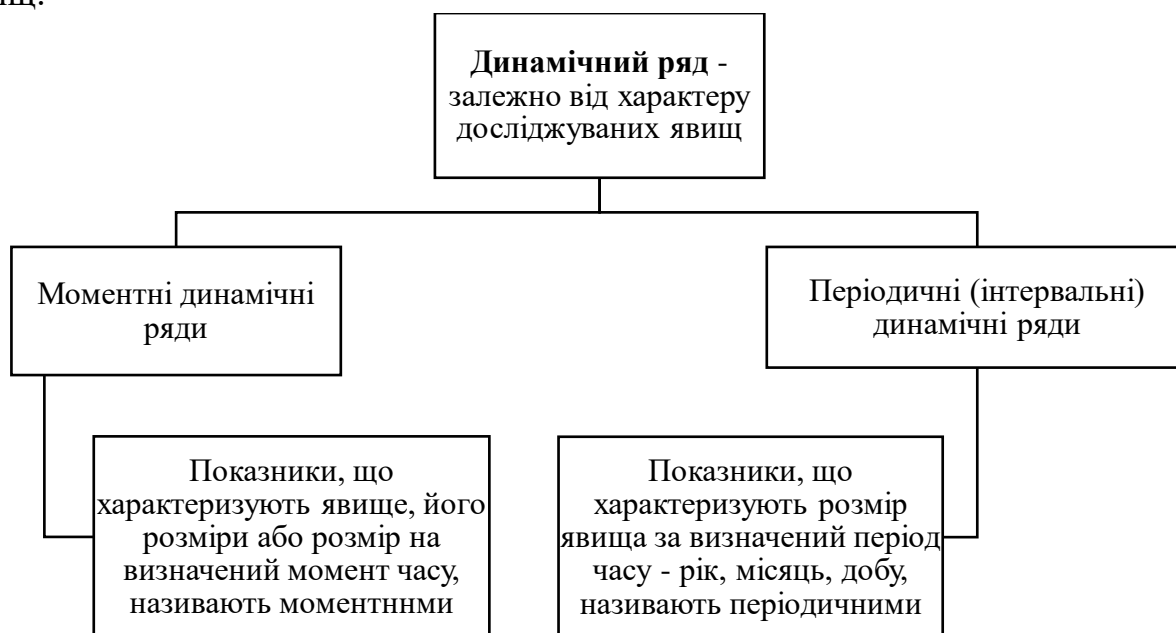 Динамічний ряд -
залежно від характеру
досліджуваних явищ
Моментні динамічні
ряди
Періодичні (інтервальні)
динамічні ряди
Показники, що
характеризують явище, його
розміри або розмір на
визначений момент часу,
називають моментннми
Показники, що
характеризують розмір
явища за визначений період
часу - рік, місяць, добу,
називають періодичними